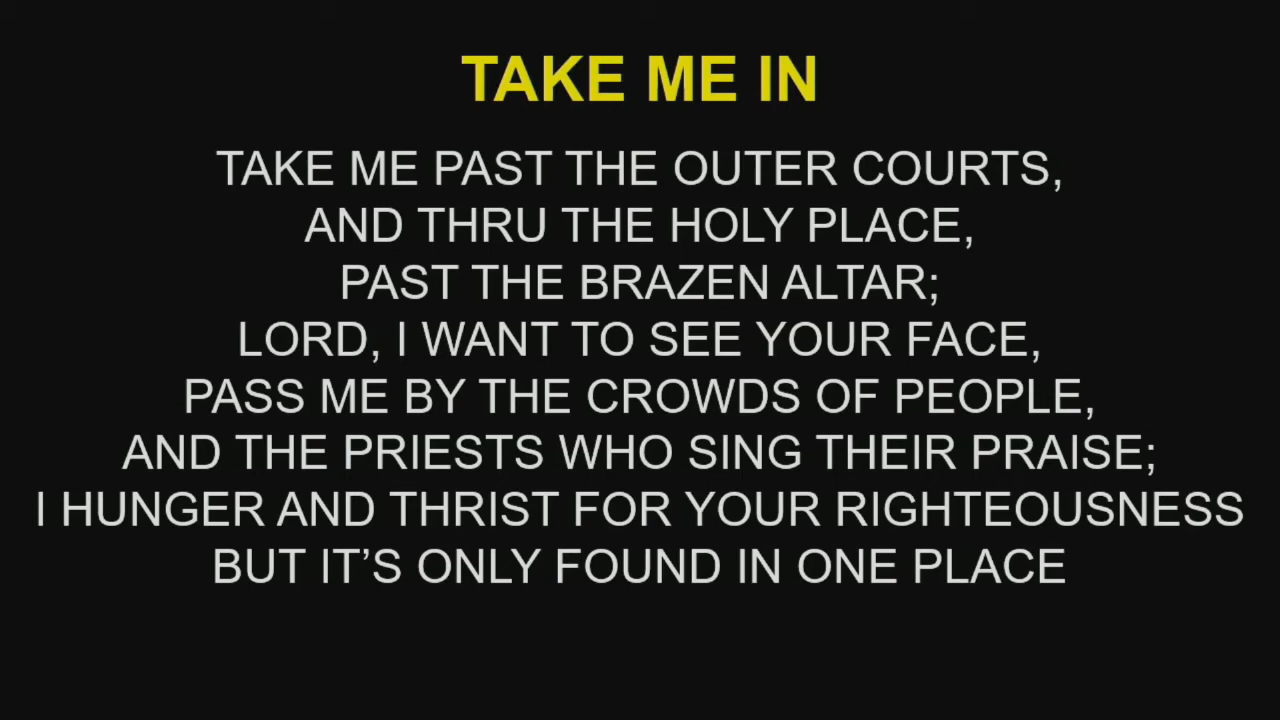 TAKE ME IN
TAKE ME PAST THE OUTER COURTS,
AND THRU THE HOLY PLACE,
PAST THE BRAZEN ALTAR;
LORD, I WANT TO SEE YOUR FACE,
PASS ME BY THE CROWDS OF PEOPLE,
AND THE PRIESTS WHO SING THEIR PRAISE;
I HUNGER AND THRIST FOR YOUR RIGHTEOUSNESS
BUT IT’S ONLY FOUND IN ONE PLACE